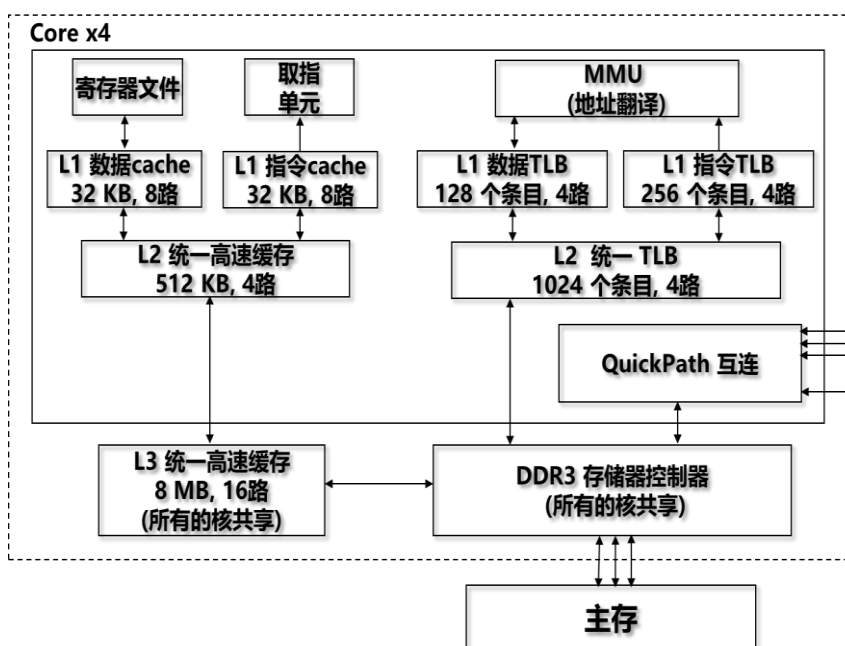 Core x4
寄存器文件
取指
单元
MMU
(地址翻译)
L1 数据cache
32 KB, 8路
L1 指令cache
32 KB, 8路
L1 数据TLB
128 个条目, 4路
L1 指令TLB
256 个条目, 4路
L2 统一高速缓存
512 KB, 4路
L2 统一 TLB
1024 个条目, 4路
QuickPath 互连
L3 统一高速缓存
8 MB, 16路
(所有的核共享)
DDR3 存储器控制器
(所有的核共享)
主存